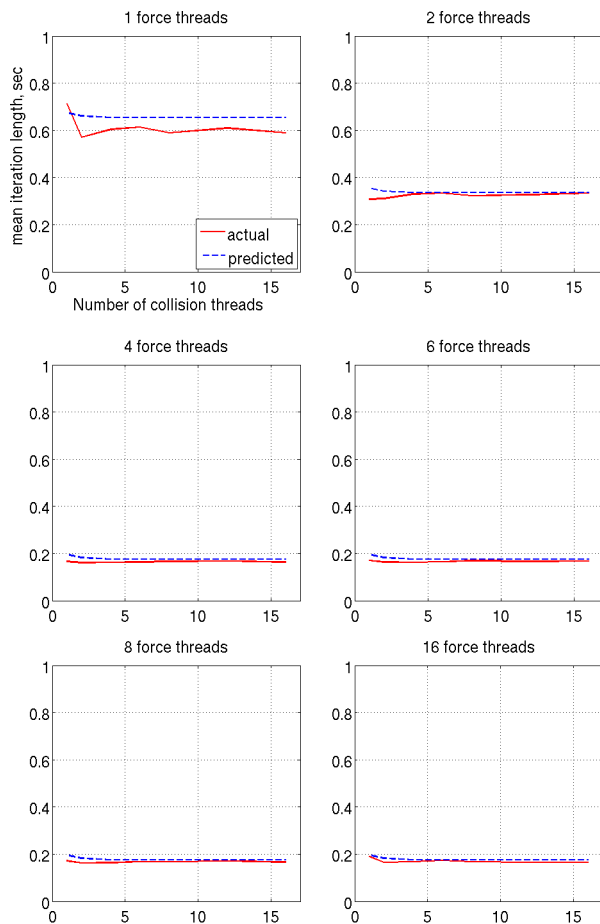 1 force threads
2 force threads
1
0.8
0.6
0.4
0.2
0
mean iteration length, sec
actual
predicted
0 5 10 15
Number of collision threads
1
0.8
0.6
0.4
0.2
0
0 5 10 15
4 force threads
6 force threads
1
0.8
0.6
0.4
0.2
0
0 5 10 15
1
0.8
0.6
0.4
0.2
0
0 5 10 15
8 force threads
16 force threads
1
0.8
0.6
0.4
0.2
0
0 5 10 15
1
0.8
0.6
0.4
0.2
0
0 5 10 15